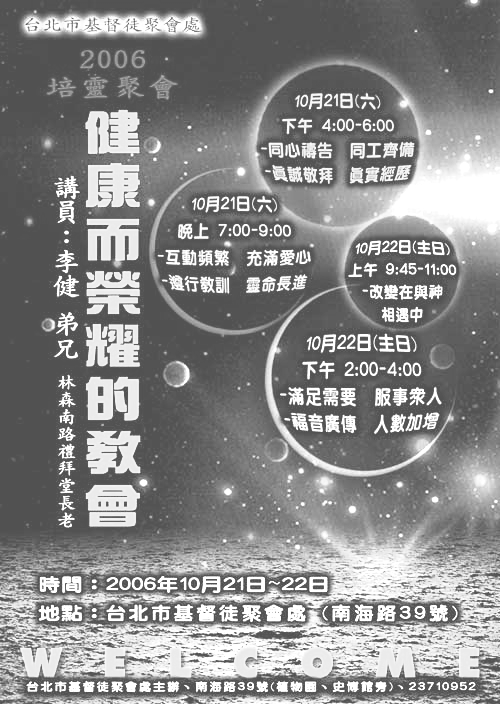 台北市基督徒聚會處
2006
培靈聚會
健康而榮耀的教會
講員：李健 弟兄
林森南路禮拜堂長老
10月21日(六)
下午 4:00-6:00
-同心禱告 同工齊備
-真誠敬拜 真實經歷
10月21日(六)
晚上 7:00-9:00
-互動頻繁 充滿愛心
-遵行教訓 靈命長進
10月22日(主日)
上午 9:45-11:00
-改變在與神
相遇中
10月22日(主日)
下午 2:00-4:00
-滿足需要 服事衆人
-福音廣傳 人數加增
時間：2006年10月21日~22日
地點：台北市基督徒聚會處（南海路39號）
WELCOME
台北市基督徒聚會處主辦、南海路39號(植物園、史博館旁)、23710952